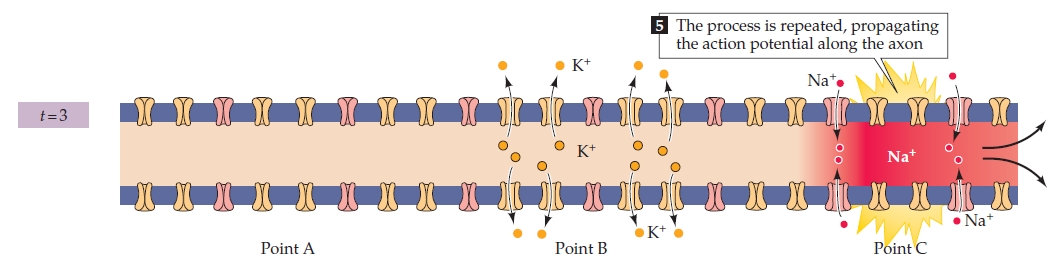 5 The process is repeated, propagating
the action potential along the axon
K⁺
Na⁺
t = 3
K⁺
Na⁺
Na⁺
K⁺
Point A
Point B
Point C